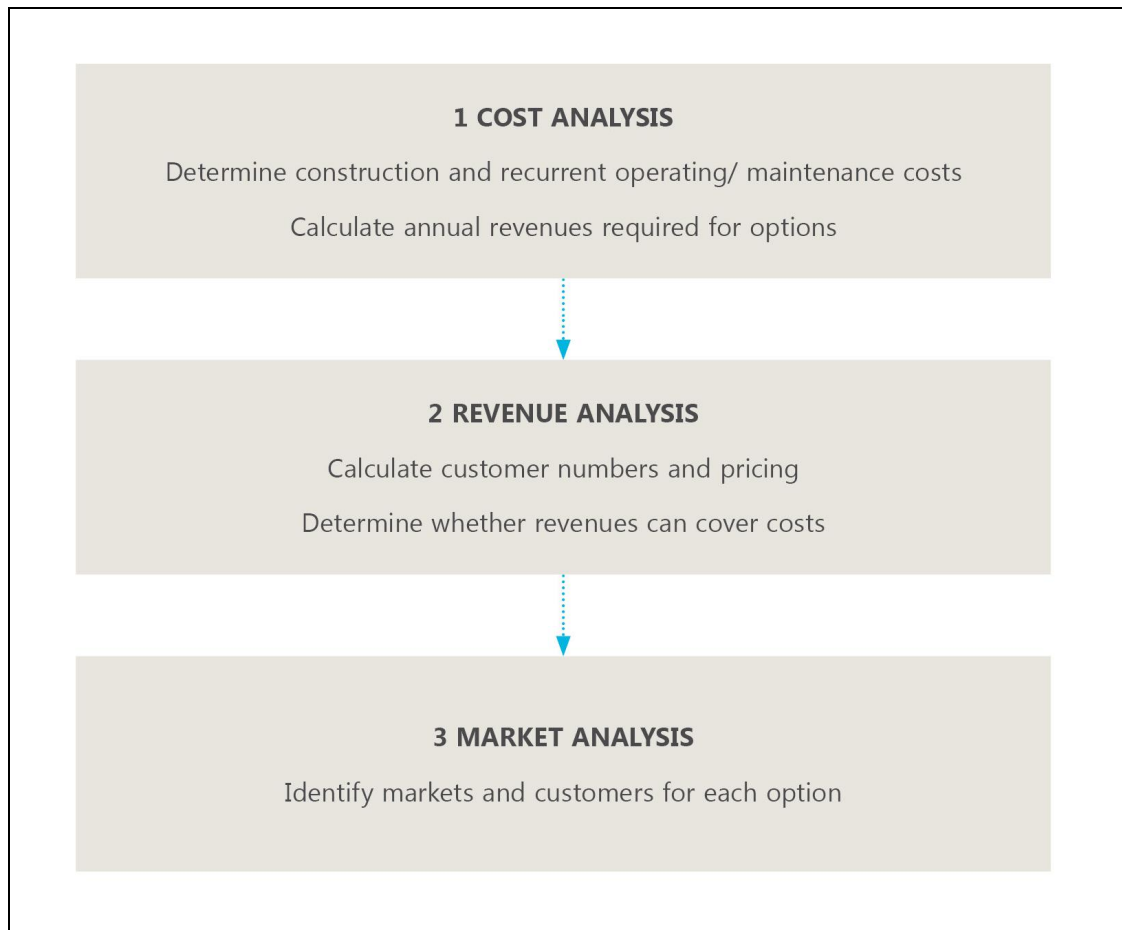 1 COST ANALYSIS
Determine construction and recurrent operating/ maintenance costs
Calculate annual revenues required for options
2 REVENUE ANALYSIS
Calculate customer numbers and pricing
Determine whether revenues can cover costs
3 MARKET ANALYSIS
Identify markets and customers for each option